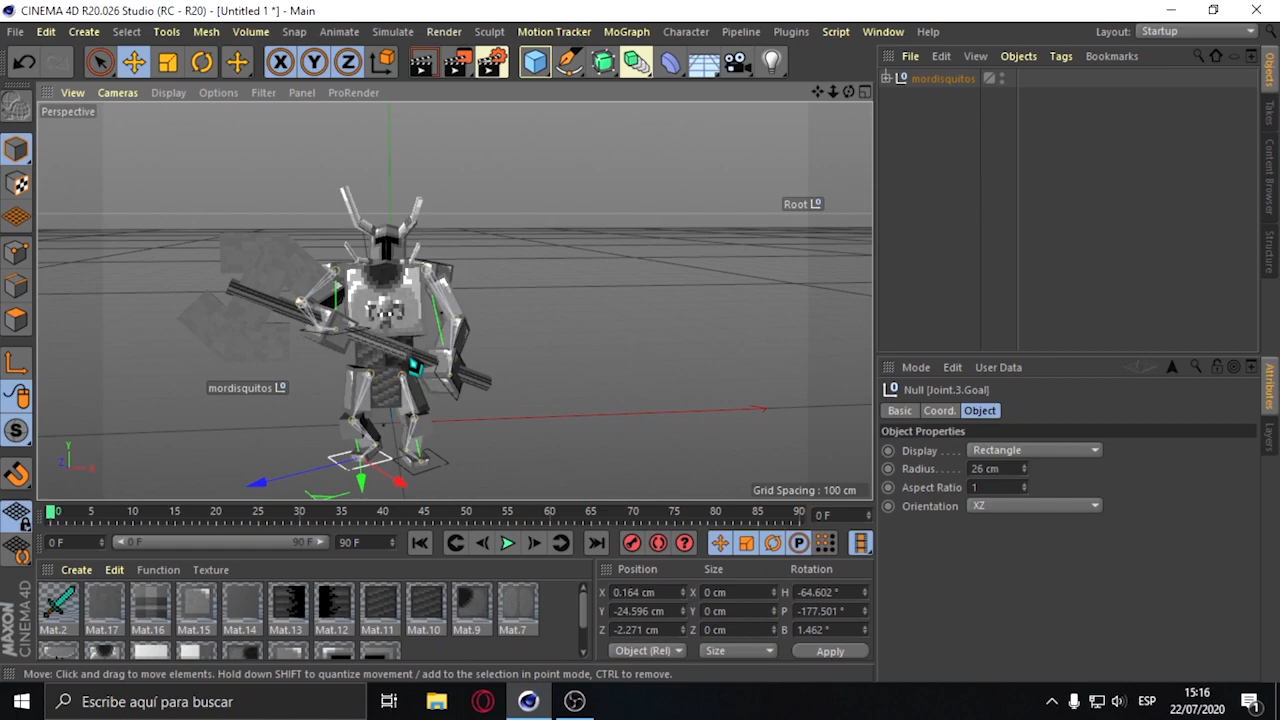 CINEMA 4D R20.026 Studio (RC - R20) - [Untitled 1 *] - Main
File Edit Create Select Tools Mesh Volume Snap Animate Simulate Render Sculpt Motion Tracker MoGraph Character Pipeline Plugins Script Window Help Layout: Startup
File Edit View Objects Tags Bookmarks
View Cameras Display Options Filter Panel ProRender
Perspective
mordisquitos
Root
mordisquitos
Grid Spacing : 100 cm
Objects
Takes
Content Browser
Structure
Mode Edit User Data
Null [Joint.3.Goal]
Basic Coord. Object
Object Properties
Display . . . . Rectangle
Radius. . . . . 26 cm
Aspect Ratio 1
Orientation XZ
Attributes
Layers
0 5 10 15 20 25 30 35 40 45 50 55 60 65 70 75 80 85 90 0 F
0 F 0 F 90 F 90 F
Create Edit Function Texture
Mat.2 Mat.17 Mat.16 Mat.15 Mat.14 Mat.13 Mat.12 Mat.11 Mat.10 Mat.9 Mat.7
Position Size Rotation
X 0.164 cm X 0 cm H -64.602 °
Y -24.596 cm Y 0 cm P -177.501 °
Z -2.271 cm Z 0 cm B 1.462 °
Object (Rel) Size Apply
MAXON CINEMA 4D
Move: Click and drag to move elements. Hold down SHIFT to quantize movement / add to the selection in point mode, CTRL to remove.
Escribe aquí para buscar
ESP
15:16
22/07/2020